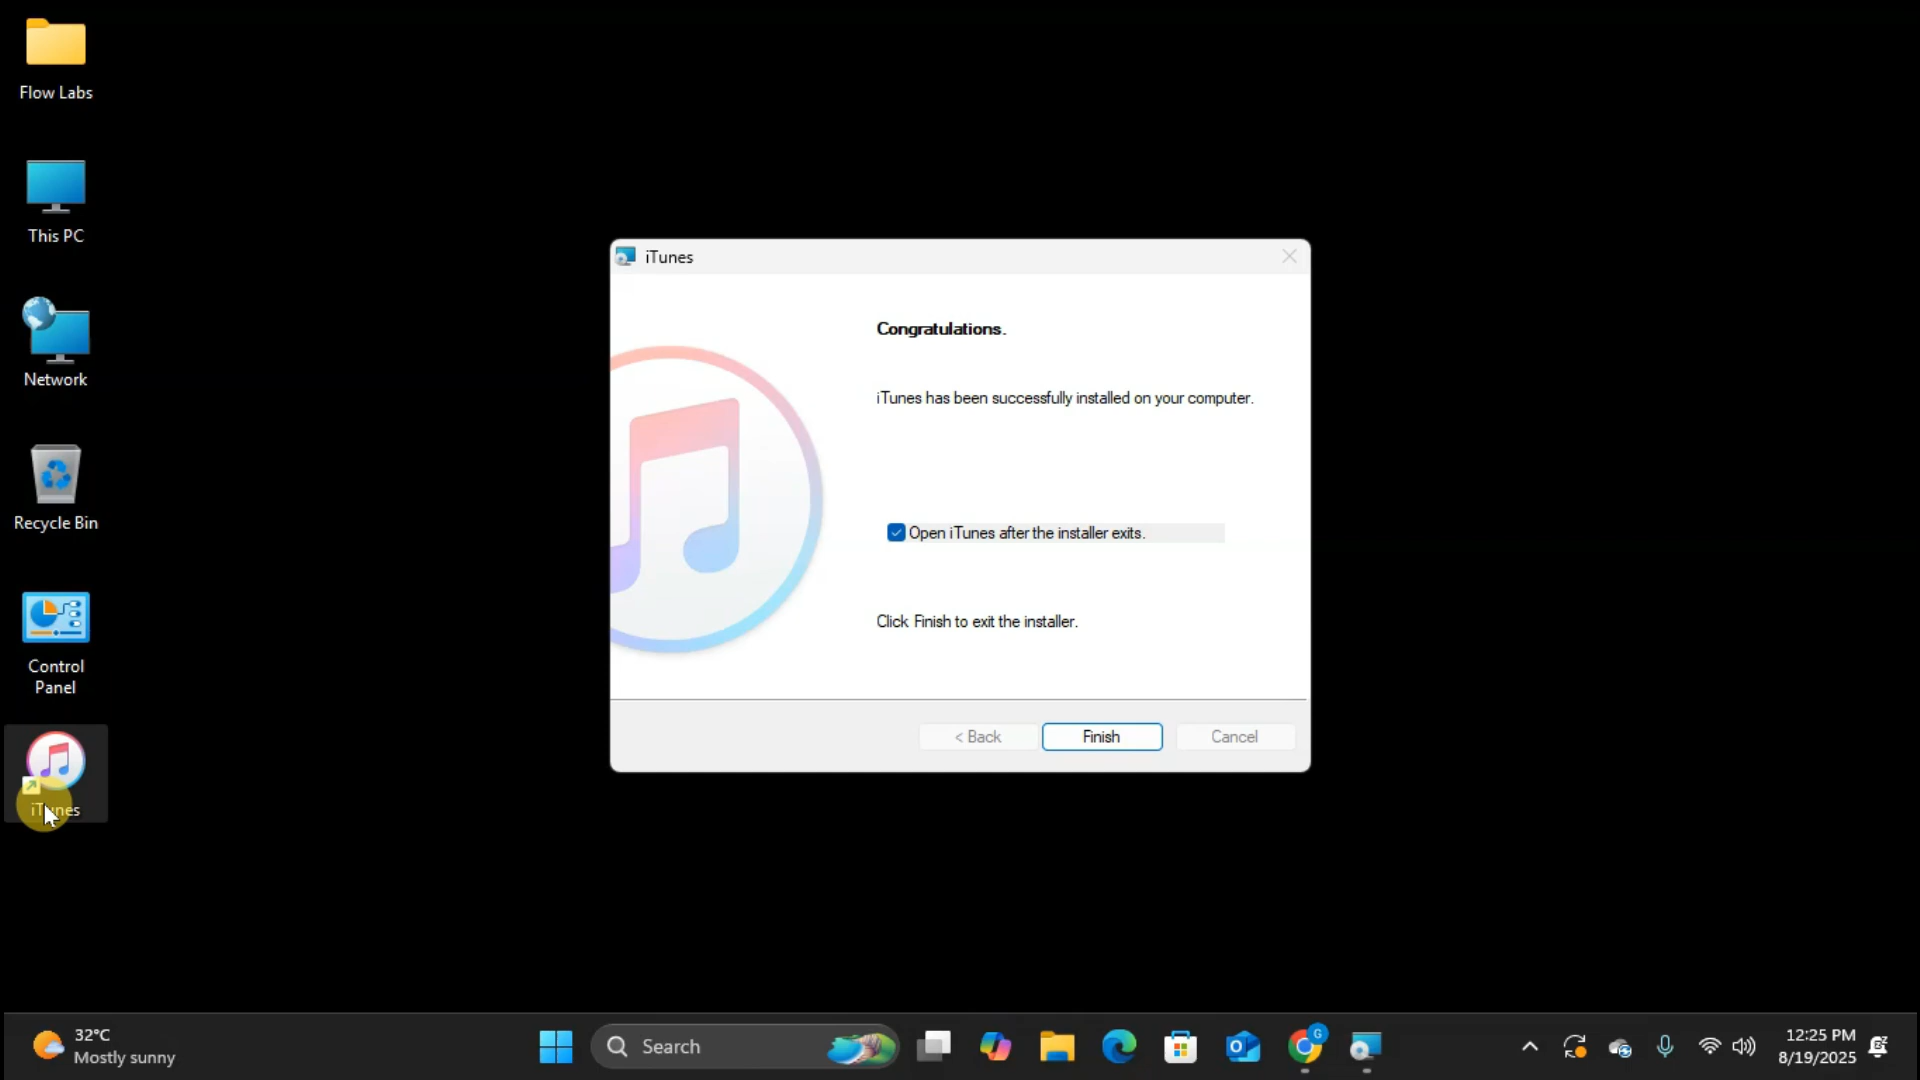 Flow Labs
This PC
Network
Recycle Bin
Control
Panel
iTunes
iTunes
Congratulations.
iTunes has been successfully installed on your computer.
Open iTunes after the installer exits.
Click Finish to exit the installer.
< Back
Finish
Cancel
32°C
Mostly sunny
Search
G
12:25 PM
8/19/2025